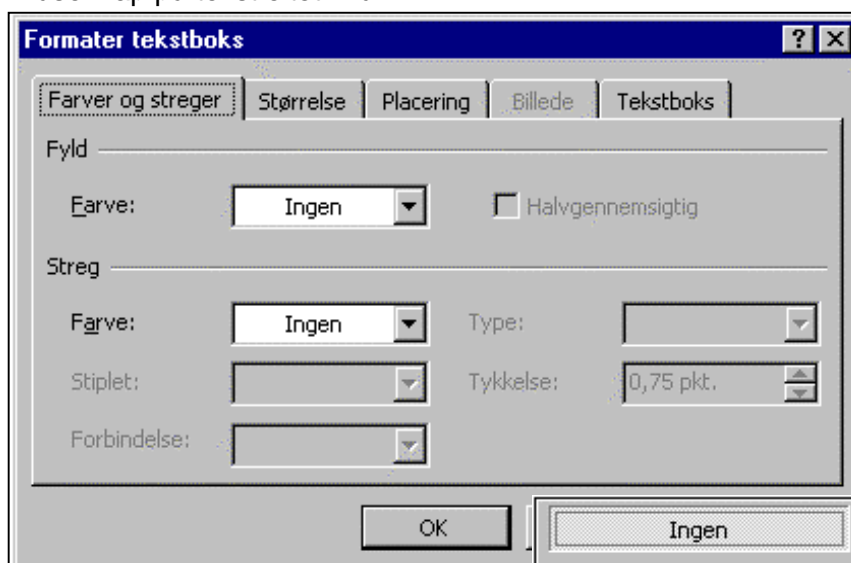 Formater tekstboks
Farver og streger Størrelse Placering Billede Tekstboks
Fyld
Farve: Ingen Halvgennemsigtig
Streg
Farve: Ingen Type:
Stiplet: Tykkelse: 0,75 pkt.
Forbindelse:
OK Ingen